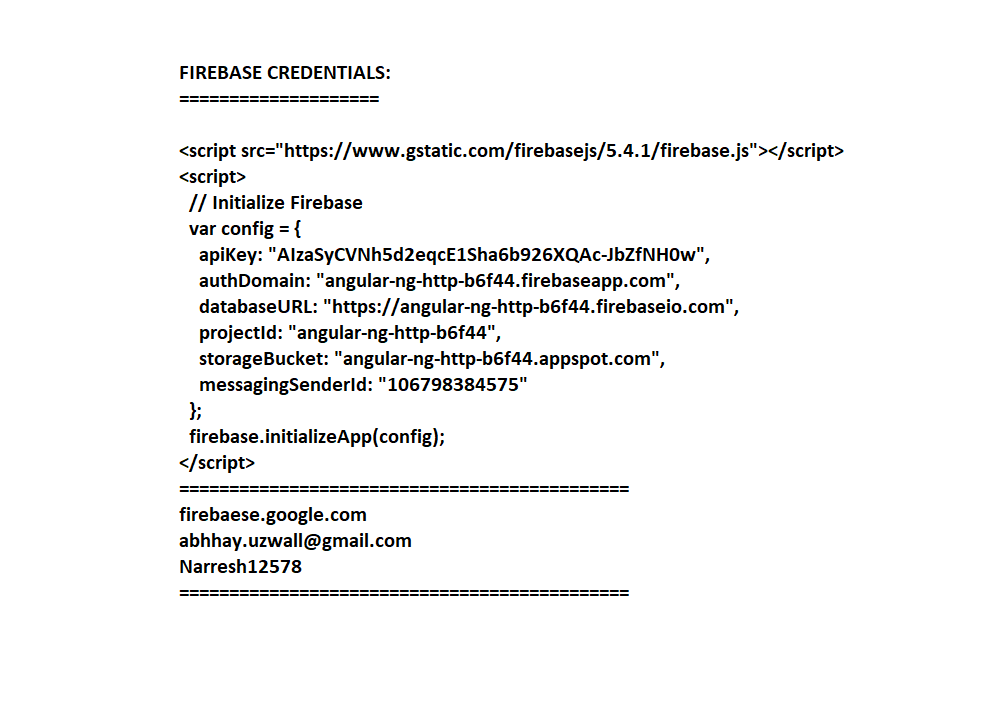 FIREBASE CREDENTIALS:
====================
<script src="https://www.gstatic.com/firebasejs/5.4.1/firebase.js"></script>
<script>
// Initialize Firebase
var config = {
apiKey: "AIzaSyCVNh5d2eqcE1Sha6b926XQAc-JbZfNH0w",
authDomain: "angular-ng-http-b6f44.firebaseapp.com",
databaseURL: "https://angular-ng-http-b6f44.firebaseio.com",
projectId: "angular-ng-http-b6f44",
storageBucket: "angular-ng-http-b6f44.appspot.com",
messagingSenderId: "106798384575"
};
firebase.initializeApp(config);
</script>
=============================================
firebaese.google.com
abhhay.uzwall@gmail.com
Narresh12578
=============================================